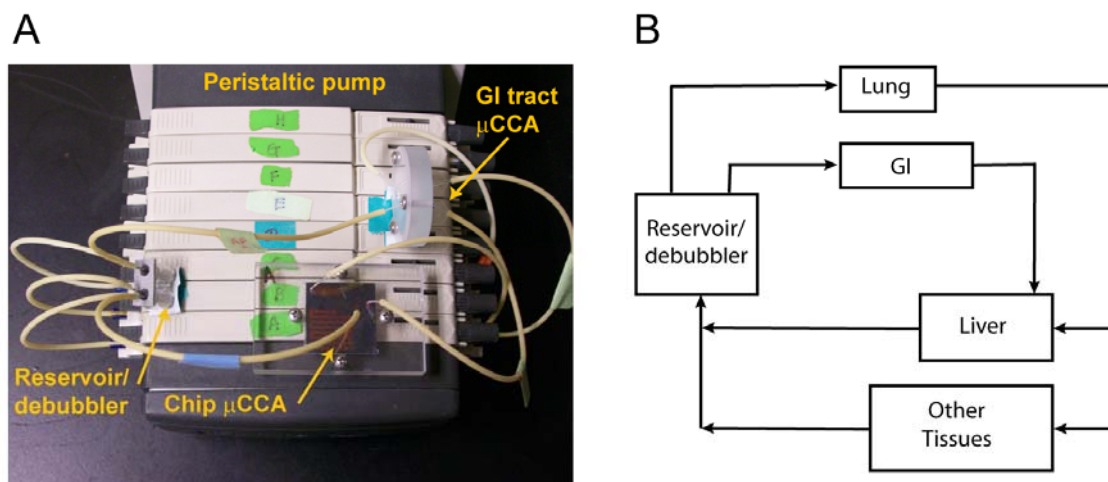 A
B
Peristaltic pump
GI tract
μCCA
H
G
F
E
B
A
Reservoir/
debubbler
Chip μCCA
Lung
GI
Reservoir/
debubbler
Liver
Other
Tissues